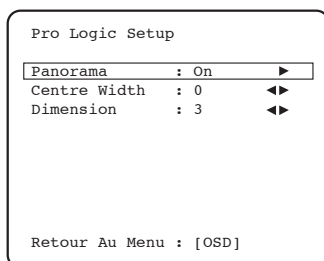 Pro Logic Setup
Panorama : On ►
Centre Width : 0 ◄►
Dimension : 3 ◄►
Retour Au Menu : [OSD]